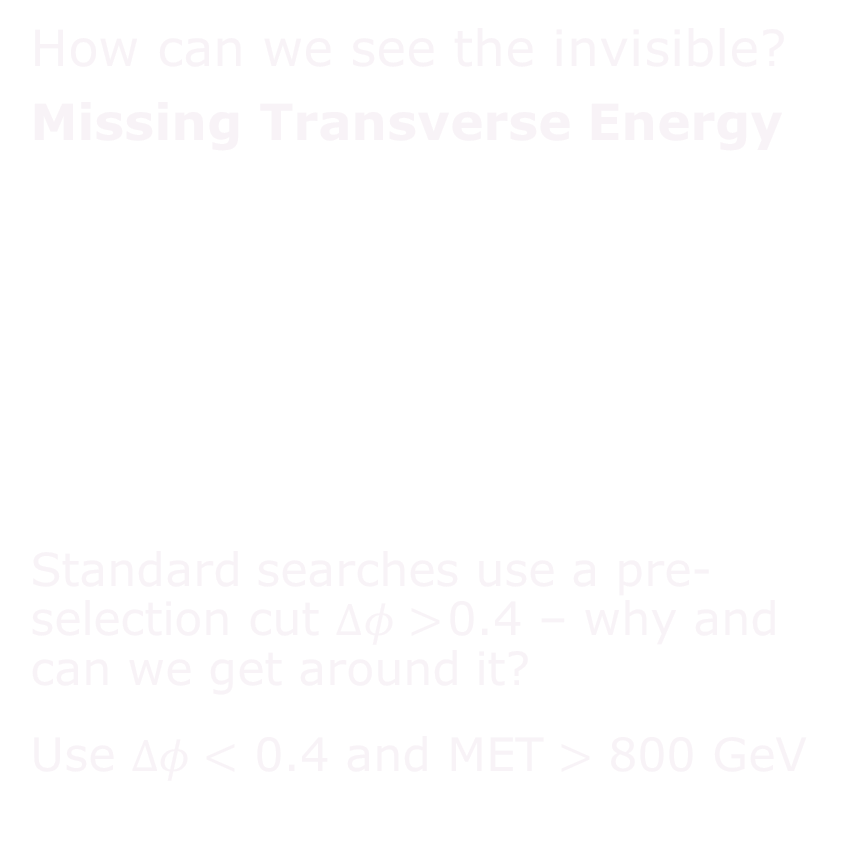 How can we see the invisible?
Missing Transverse Energy
Standard searches use a pre-
selection cut Δϕ >0.4 – why and
can we get around it?
Use Δϕ < 0.4 and MET > 800 GeV